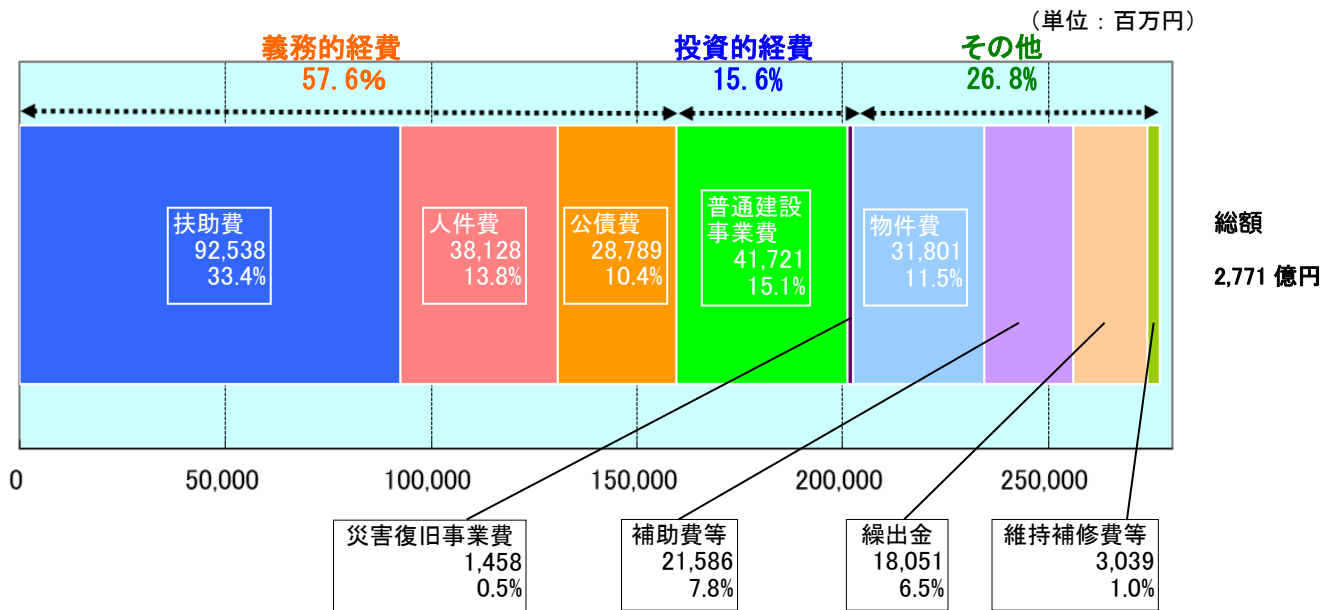 （単位：百万円）
義務的経費
57.6%
投資的経費
15.6%
その他
26.8%
扶助費
92,538
33.4%
人件費
38,128
13.8%
公債費
28,789
10.4%
普通建設
事業費
41,721
15.1%
物件費
31,801
11.5%
総額
2,771 億円
0
50,000
100,000
150,000
200,000
250,000
災害復旧事業費
1,458
0.5%
補助費等
21,586
7.8%
繰出金
18,051
6.5%
維持補修費等
3,039
1.0%